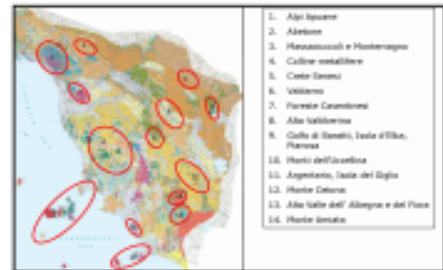 1. Alpi Apuane
2. Abetone
3. Massaciuccoli e Montemagno
4. Colline metallifere
5. Crete Senesi
6. Valdarno
7. Foreste Casentinesi
8. Alta Valtiberina
9. Golfo di Baratti, Isola d'Elba,
Pianosa
10. Monti dell'Uccellina
11. Argentario, Isola del Giglio
12. Monte Cetona
13. Alta Valle dell' Albegna e del Fiora
14. Monte Amiata